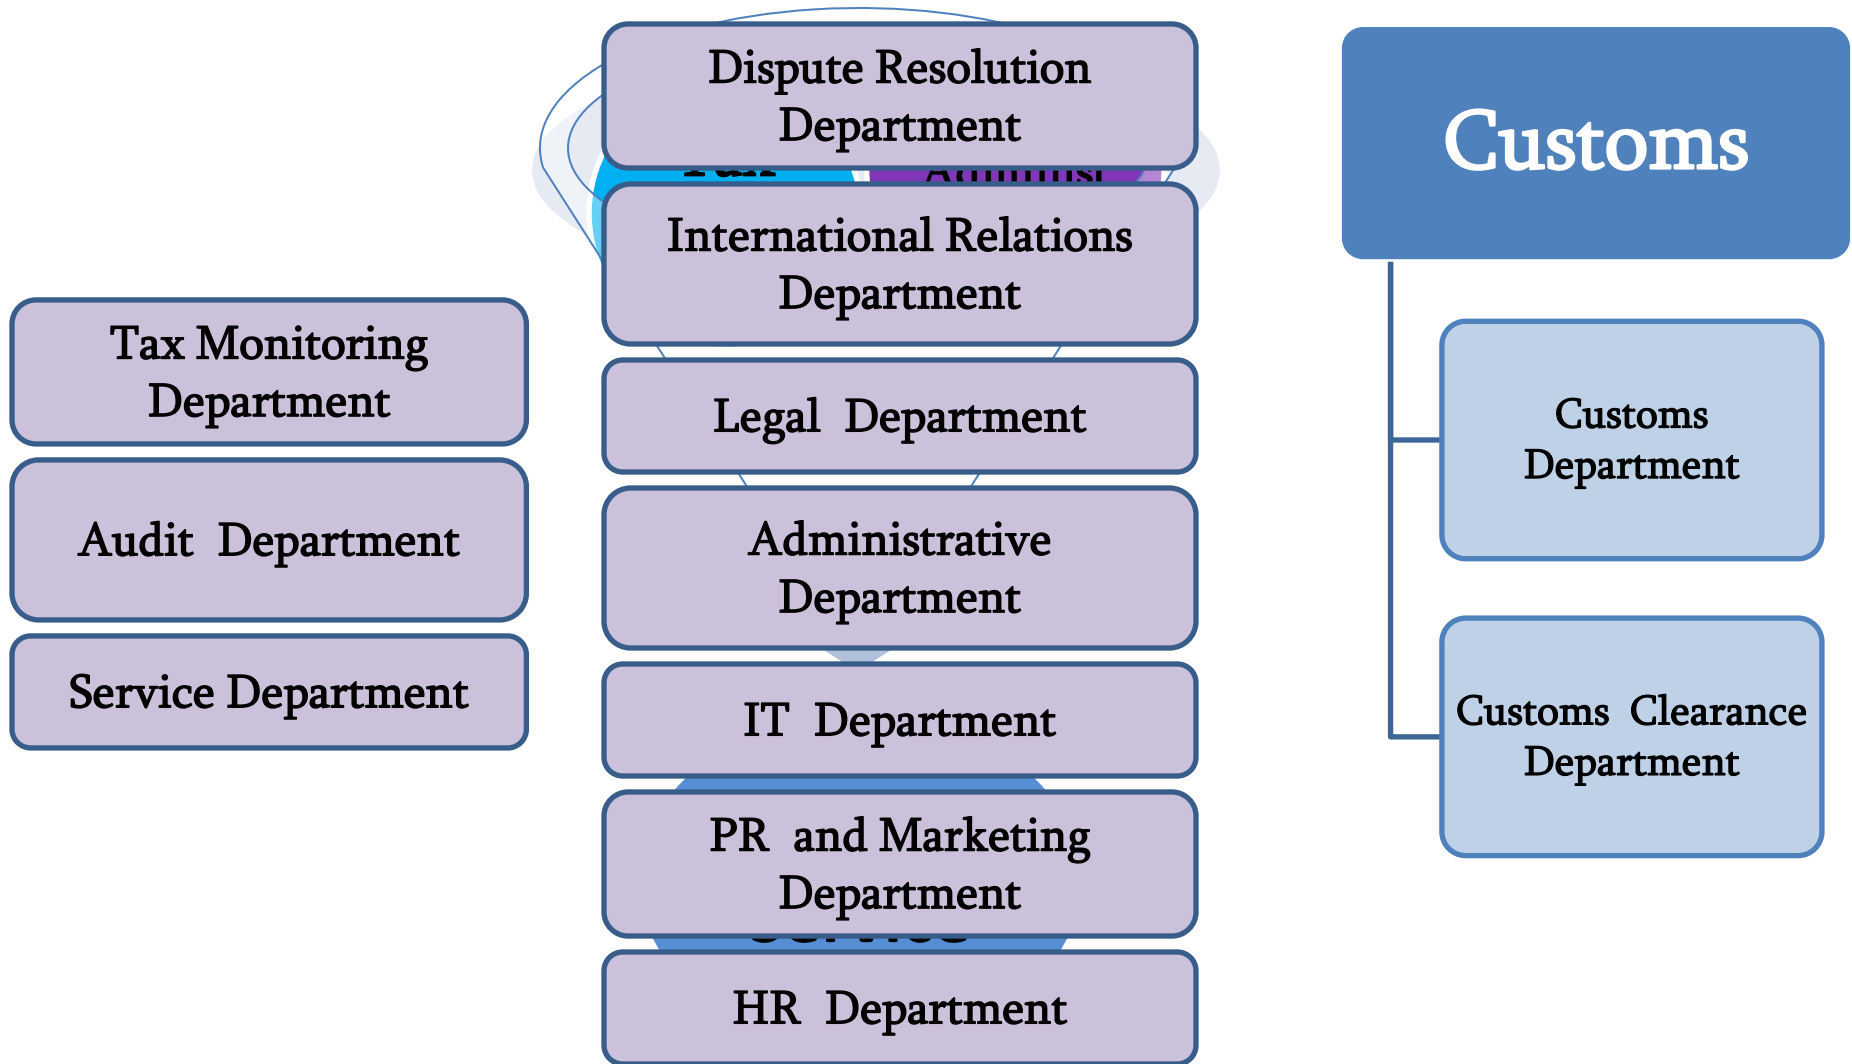 Tax Monitoring
Department
Audit Department
Service Department
Dispute Resolution
Department
International Relations
Department
Legal Department
Administrative
Department
IT Department
PR and Marketing
Department
HR Department
Customs
Customs
Department
Customs Clearance
Department